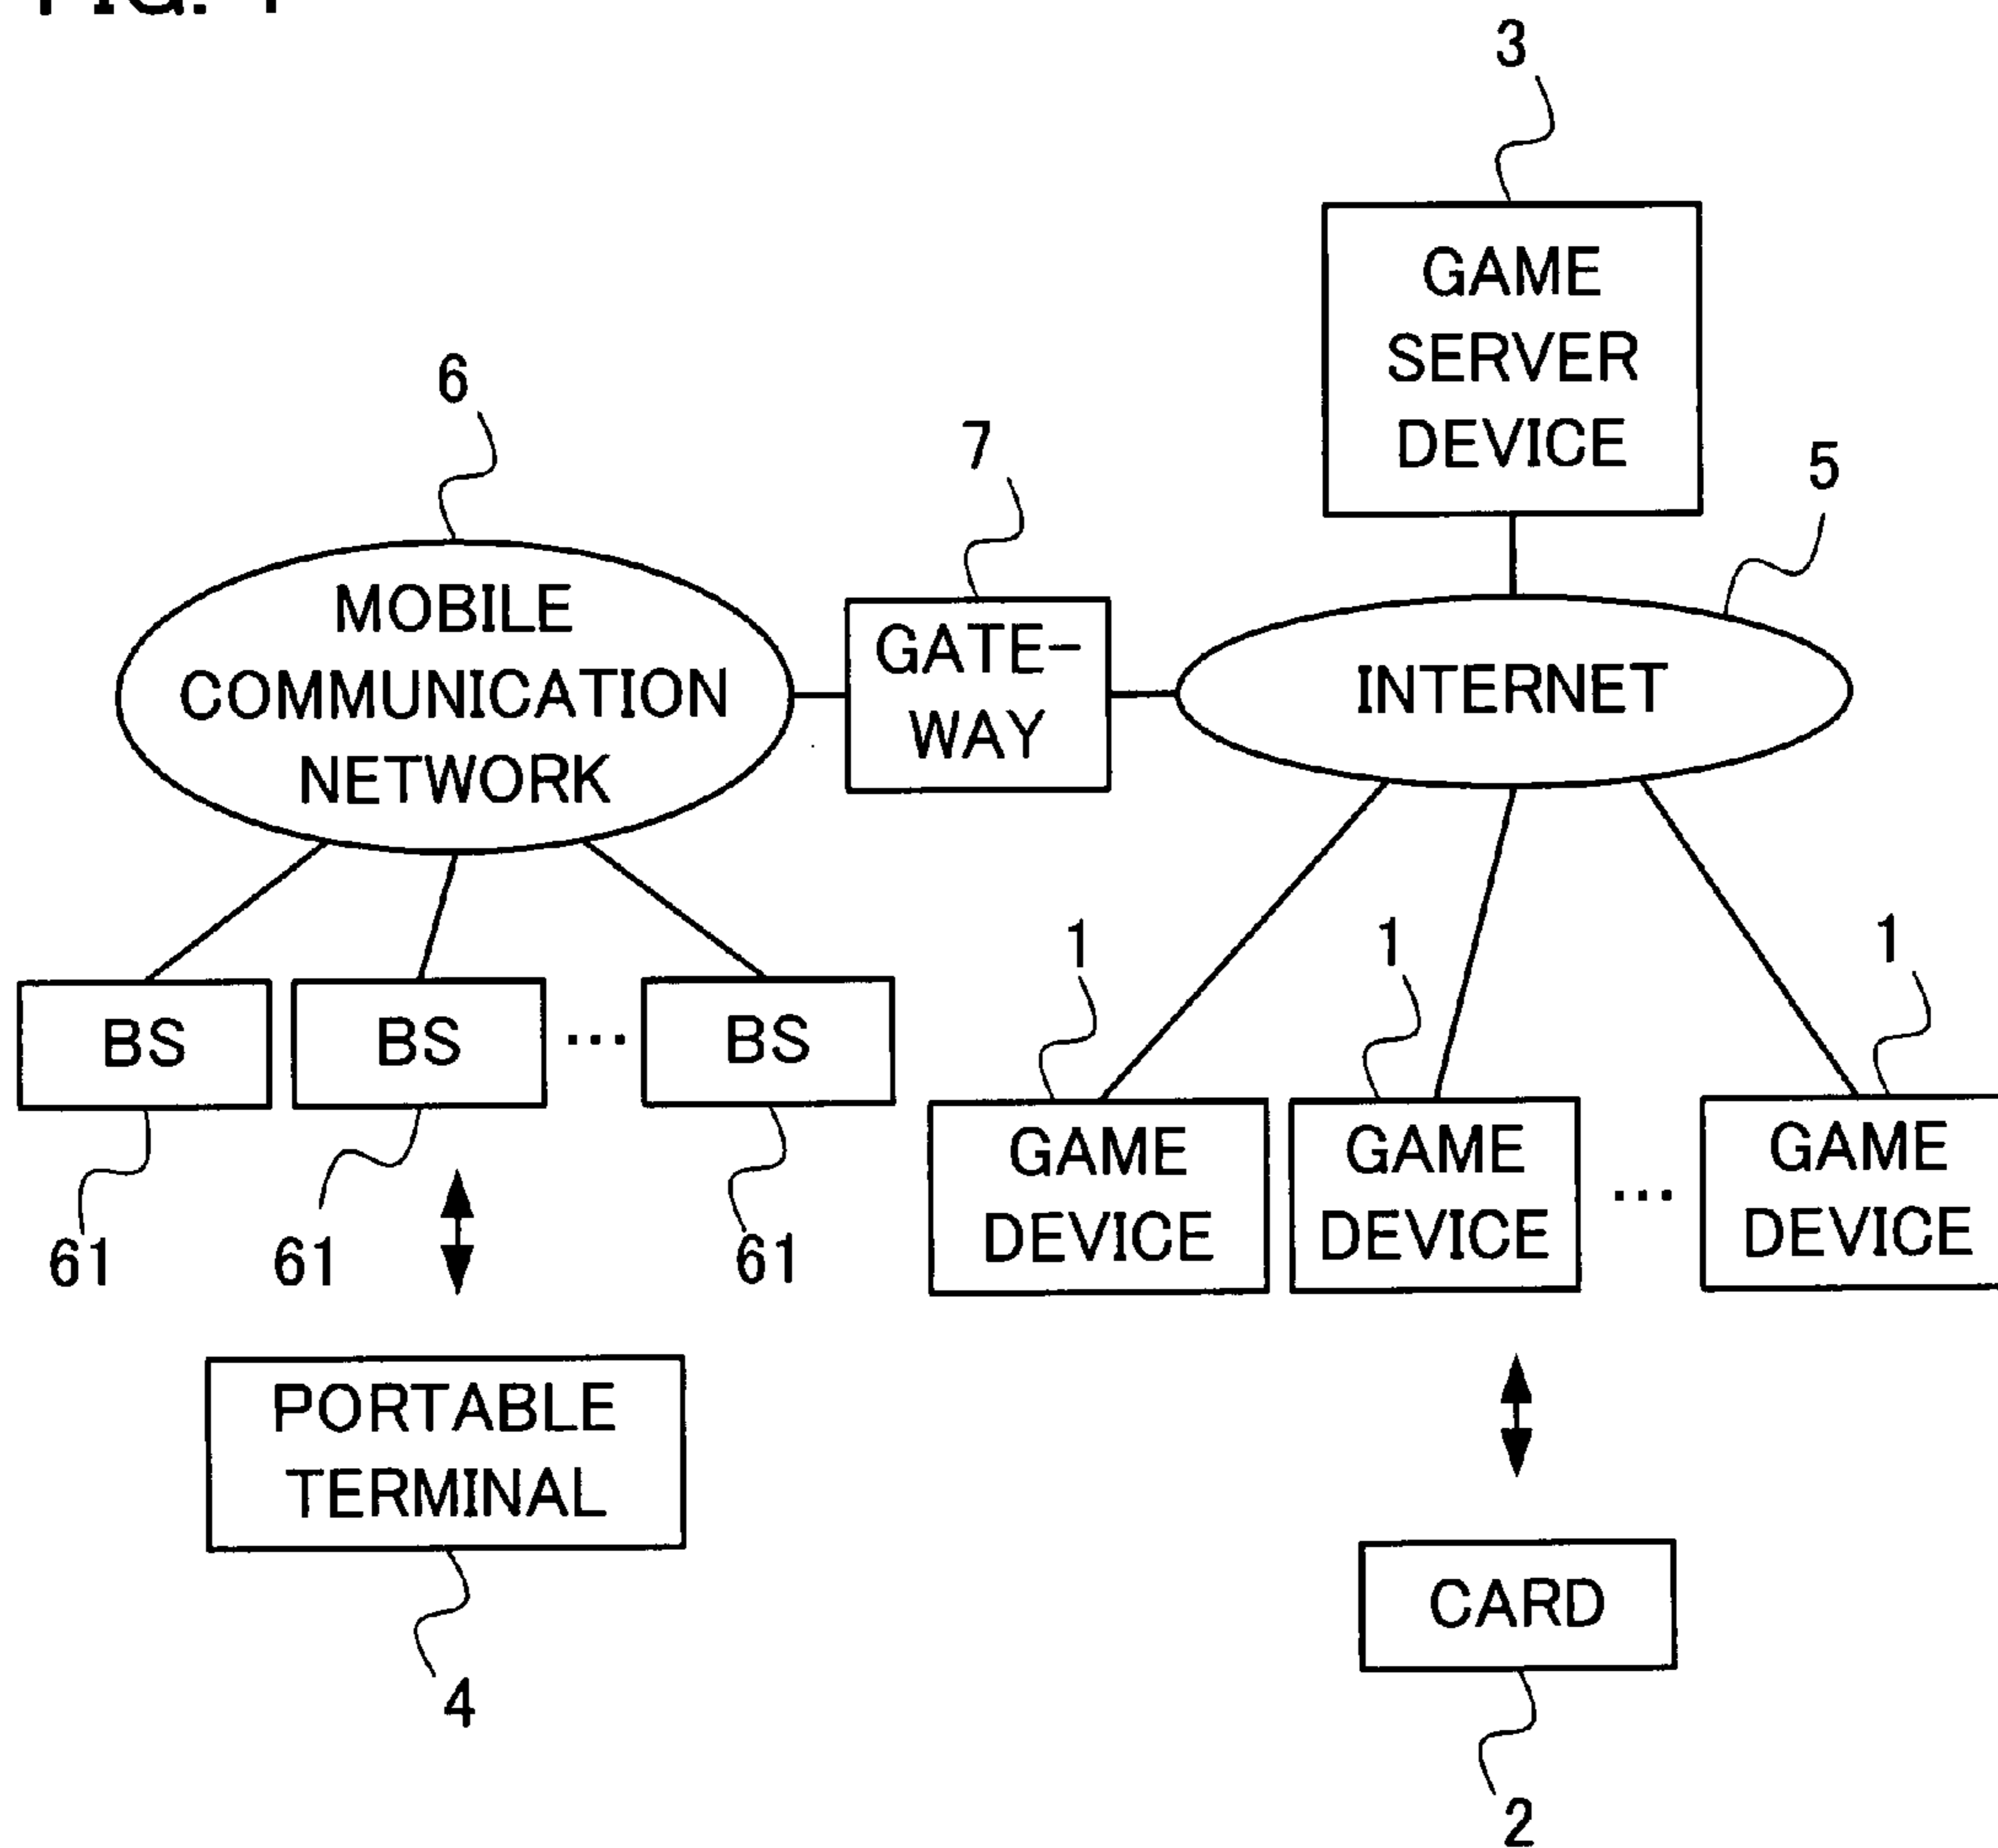 3
GAME
SERVER
DEVICE
6
7
5
MOBILE
COMMUNICATION
NETWORK
GATE-
WAY
INTERNET
1
1
1
BS
BS
...
BS
GAME
DEVICE
GAME
DEVICE
...
GAME
DEVICE
61
61
61
PORTABLE
TERMINAL
CARD
4
2